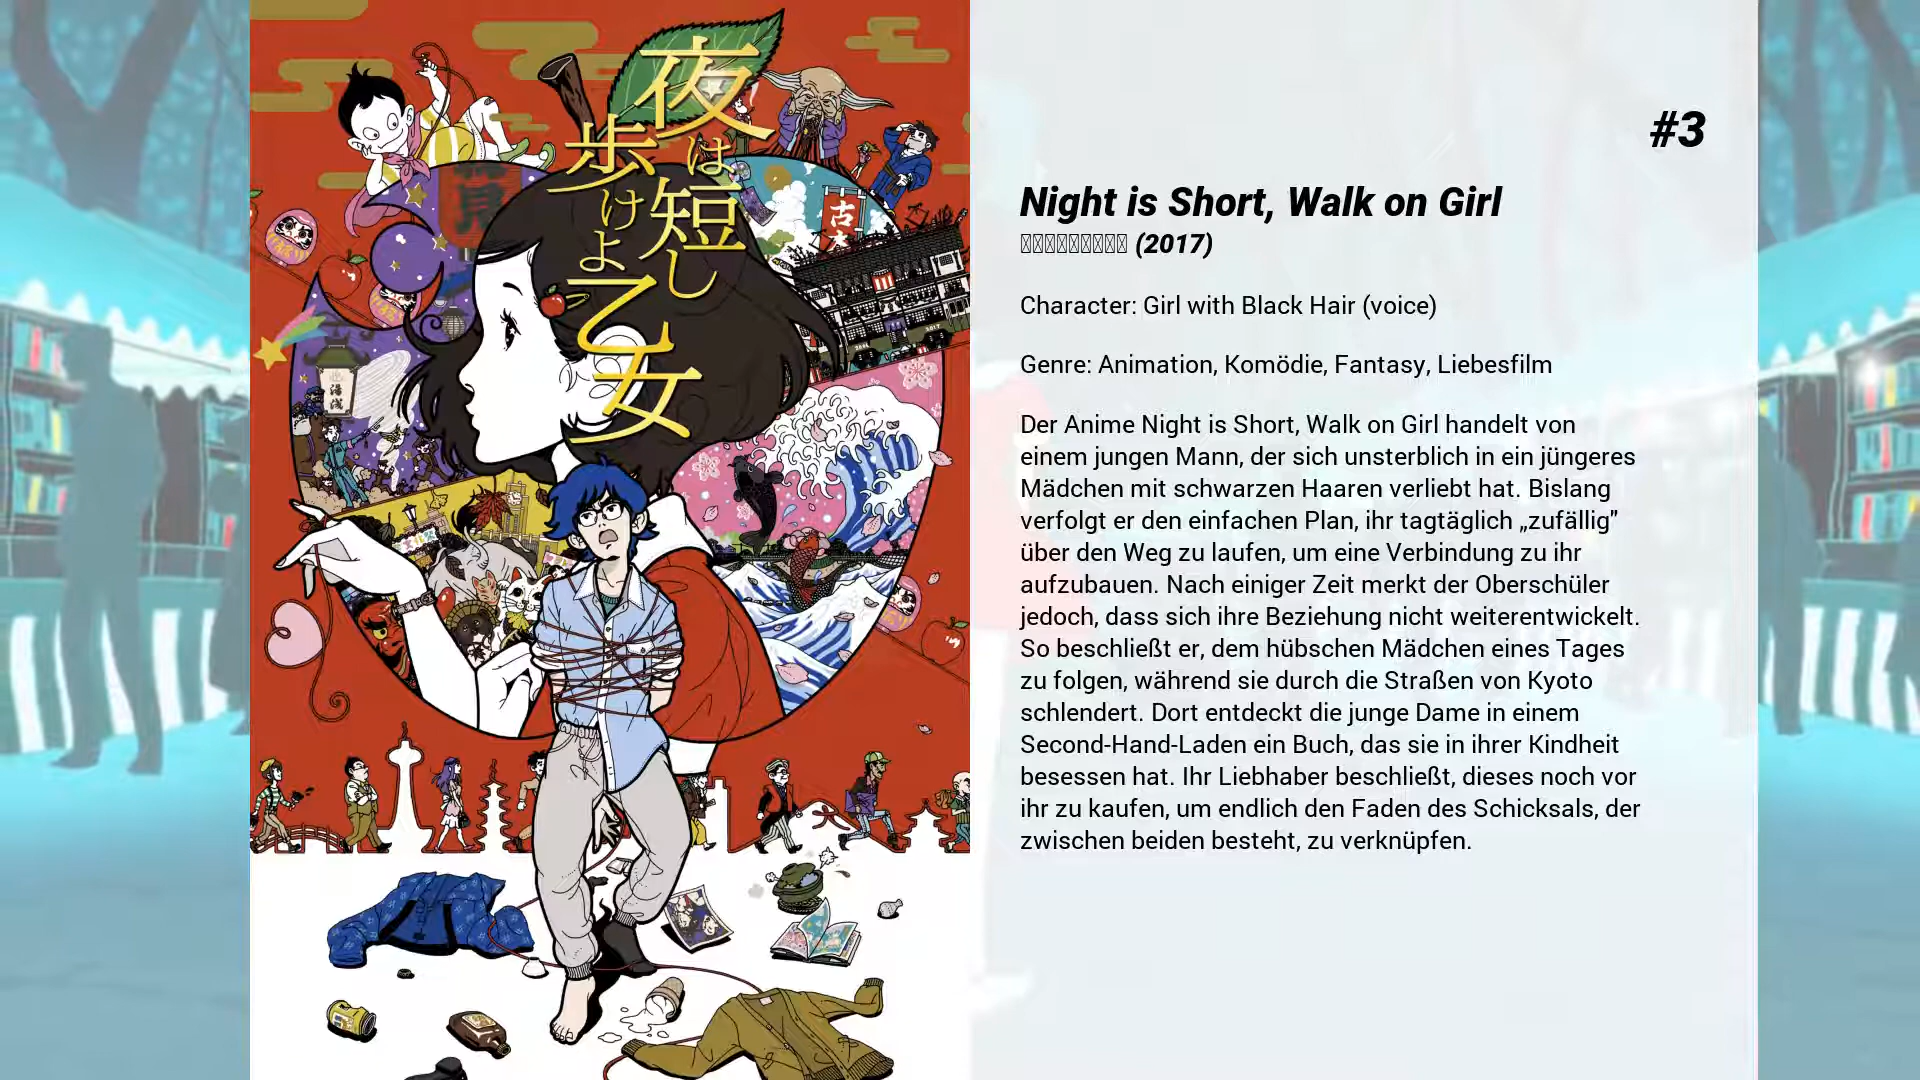 夜は短し
歩けよ
乙女
古本
#3
Night is Short, Walk on Girl
(2017)
Character: Girl with Black Hair (voice)
Genre: Animation, Komödie, Fantasy, Liebesfilm
Der Anime Night is Short, Walk on Girl handelt von
einem jungen Mann, der sich unsterblich in ein jüngeres
Mädchen mit schwarzen Haaren verliebt hat. Bislang
verfolgt er den einfachen Plan, ihr tagtäglich „zufällig"
über den Weg zu laufen, um eine Verbindung zu ihr
aufzubauen. Nach einiger Zeit merkt der Oberschüler
jedoch, dass sich ihre Beziehung nicht weiterentwickelt.
So beschließt er, dem hübschen Mädchen eines Tages
zu folgen, während sie durch die Straßen von Kyoto
schlendert. Dort entdeckt die junge Dame in einem
Second-Hand-Laden ein Buch, das sie in ihrer Kindheit
besessen hat. Ihr Liebhaber beschließt, dieses noch vor
ihr zu kaufen, um endlich den Faden des Schicksals, der
zwischen beiden besteht, zu verknüpfen.